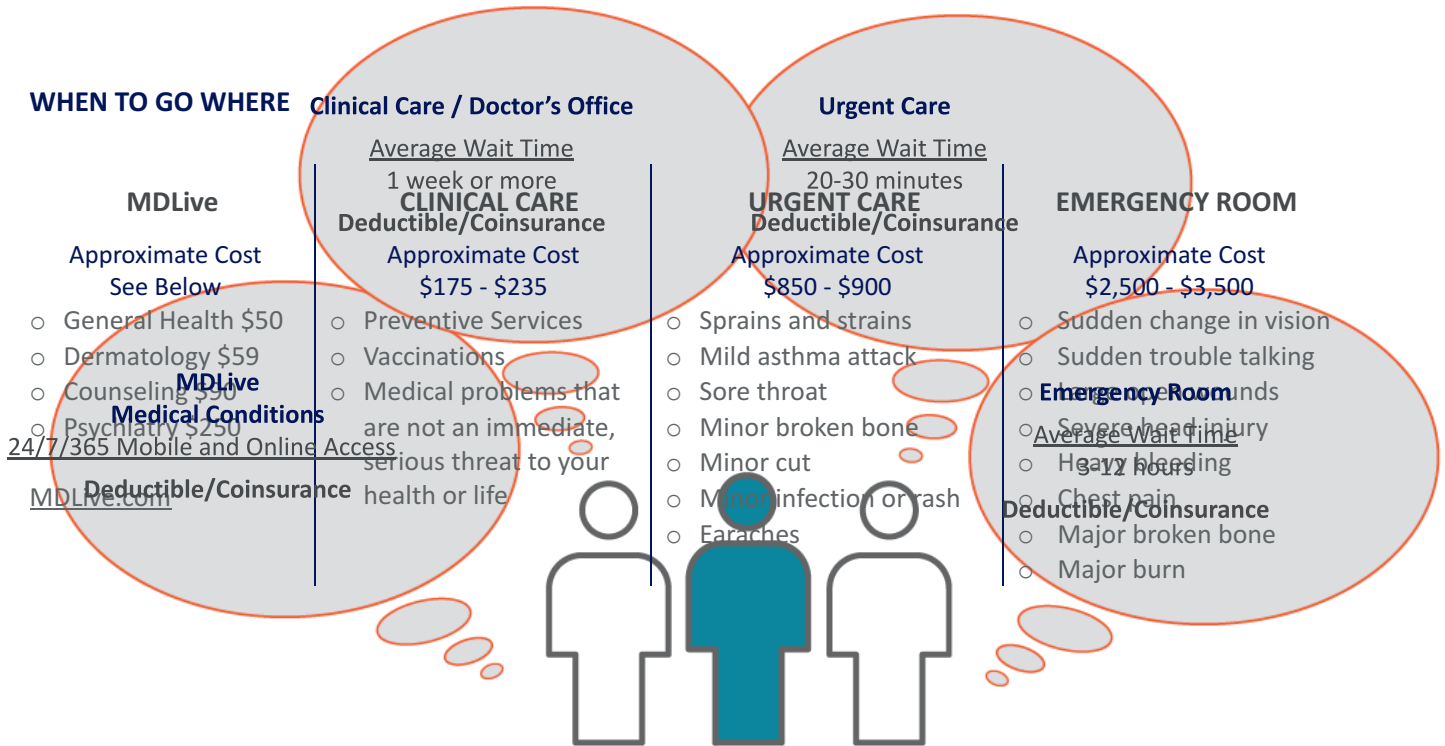 WHEN TO GO WHERE
Clinical Care / Doctor's Office
Average Wait Time
1 week or more
Deductible/Coinsurance
Urgent Care
Average Wait Time
20-30 minutes
Deductible/Coinsurance
MDLive
Approximate Cost
See Below
○ General Health $50
○ Dermatology $59
○ Counseling $90
○ Psychiatry $250
MDLive.com
CLINICAL CARE
Approximate Cost
$175 - $235
○ Preventive Services
○ Vaccinations
○ Medical problems that
are not an immediate,
serious threat to your
health or life
URGENT CARE
Approximate Cost
$850 - $900
○ Sprains and strains
○ Mild asthma attack
○ Sore throat
○ Minor broken bone
○ Minor cut
○ Minor infection or rash
○ Earaches
EMERGENCY ROOM
Approximate Cost
$2,500 - $3,500
○ Sudden change in vision
○ Sudden trouble talking
○ Large open wounds
○ Severe head injury
○ Heavy bleeding
○ Chest pain
○ Major broken bone
○ Major burn
MDLive
Medical Conditions
24/7/365 Mobile and Online Access
Deductible/Coinsurance
Emergency Room
Average Wait Time
3-12 hours
Deductible/Coinsurance